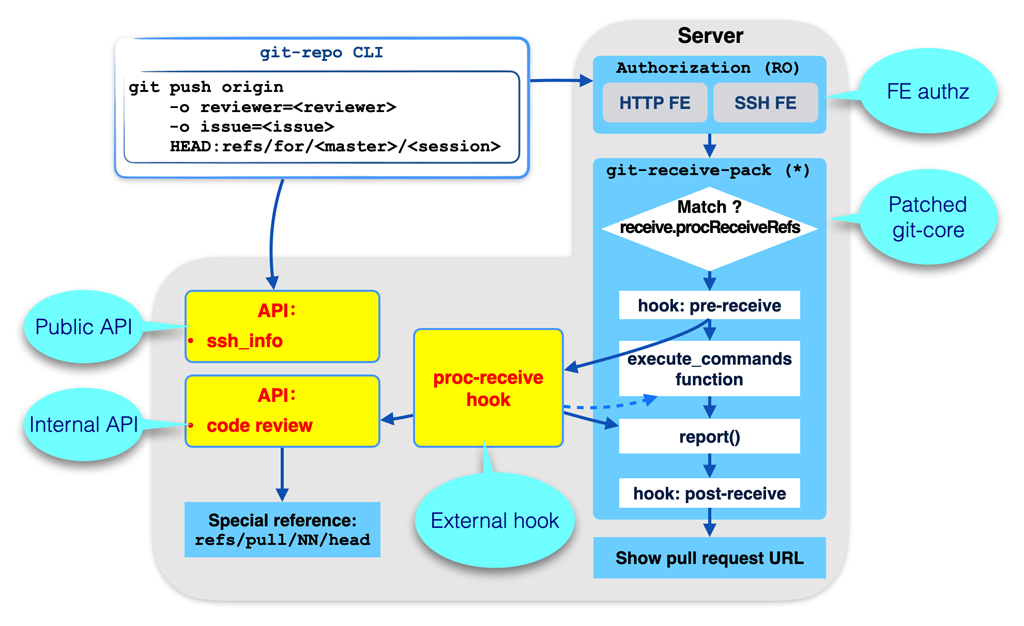 git-repo CLI
git push origin
-o reviewer=<reviewer>
-o issue=<issue>
HEAD:refs/for/<master>/<session>
Server
Authorization (RO)
HTTP FE
SSH FE
FE authz
git-receive-pack (*)
Match ?
receive.procReceiveRefs
Patched
git-core
hook: pre-receive
execute_commands
function
report()
hook: post-receive
Show pull request URL
Public API
API:
• ssh_info
Internal API
API:
• code review
proc-receive
hook
External hook
Special reference:
refs/pull/NN/head